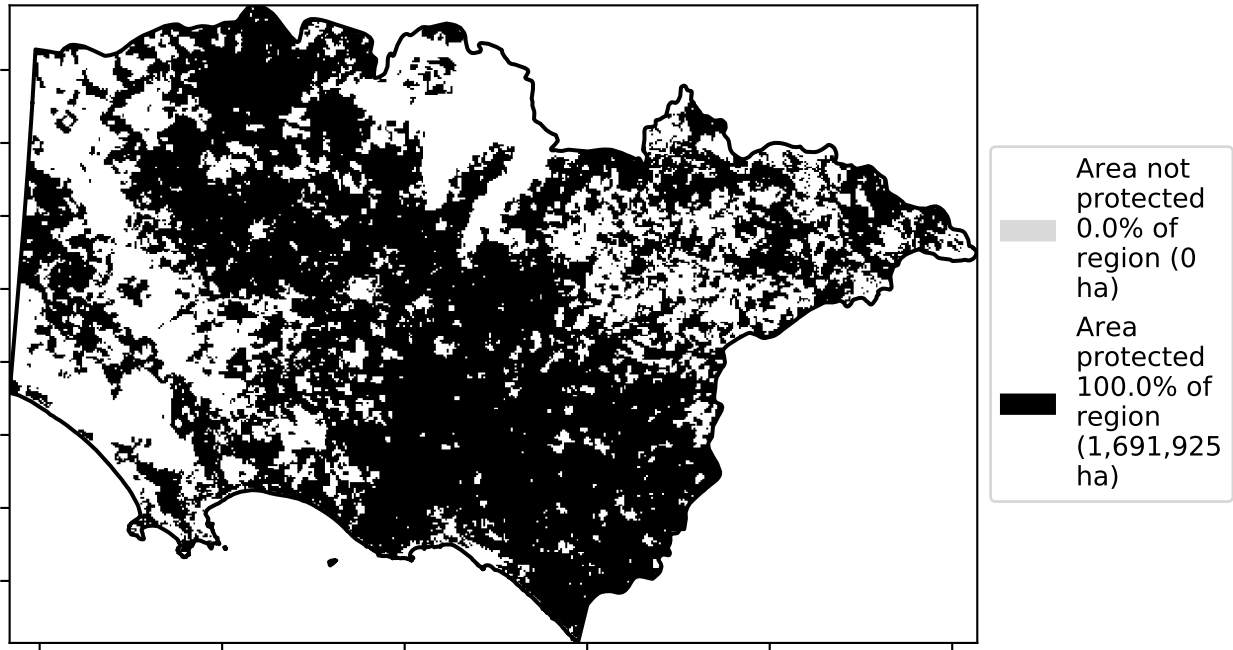 Area not
protected
0.0% of
region (0
ha)
Area
protected
100.0% of
region
(1,691,925
ha)